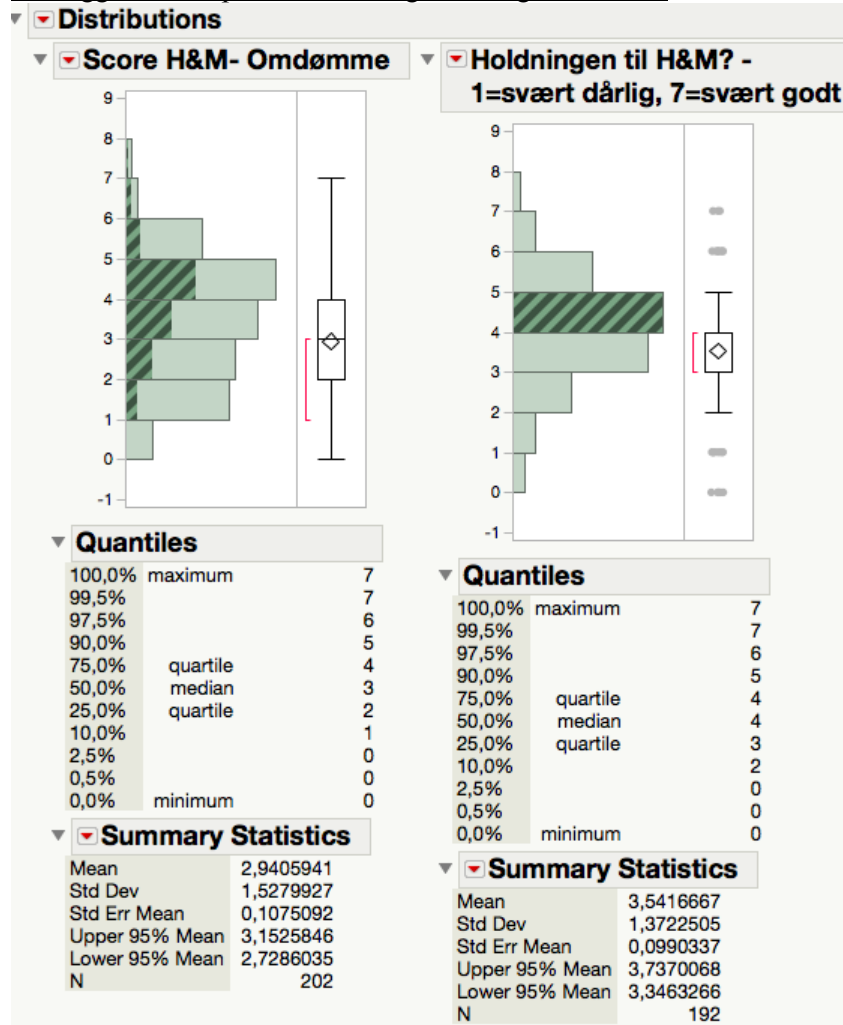 Distributions
Score H&M- Omdømme
9
8
7
6
5
4
3
2
1
0
-1
Quantiles
100,0% maximum 7
99,5% 7
97,5% 6
90,0% 5
75,0% quartile 4
50,0% median 3
25,0% quartile 2
10,0% 1
2,5% 0
0,5% 0
0,0% minimum 0
Summary Statistics
Mean 2,9405941
Std Dev 1,5279927
Std Err Mean 0,1075092
Upper 95% Mean 3,1525846
Lower 95% Mean 2,7286035
N 202
Holdningen til H&M? -
1=svært dårlig, 7=svært godt
9
8
7
6
5
4
3
2
1
0
-1
Quantiles
100,0% maximum 7
99,5% 7
97,5% 6
90,0% 5
75,0% quartile 4
50,0% median 4
25,0% quartile 3
10,0% 2
2,5% 0
0,5% 0
0,0% minimum 0
Summary Statistics
Mean 3,5416667
Std Dev 1,3722505
Std Err Mean 0,0990337
Upper 95% Mean 3,7370068
Lower 95% Mean 3,3463266
N 192